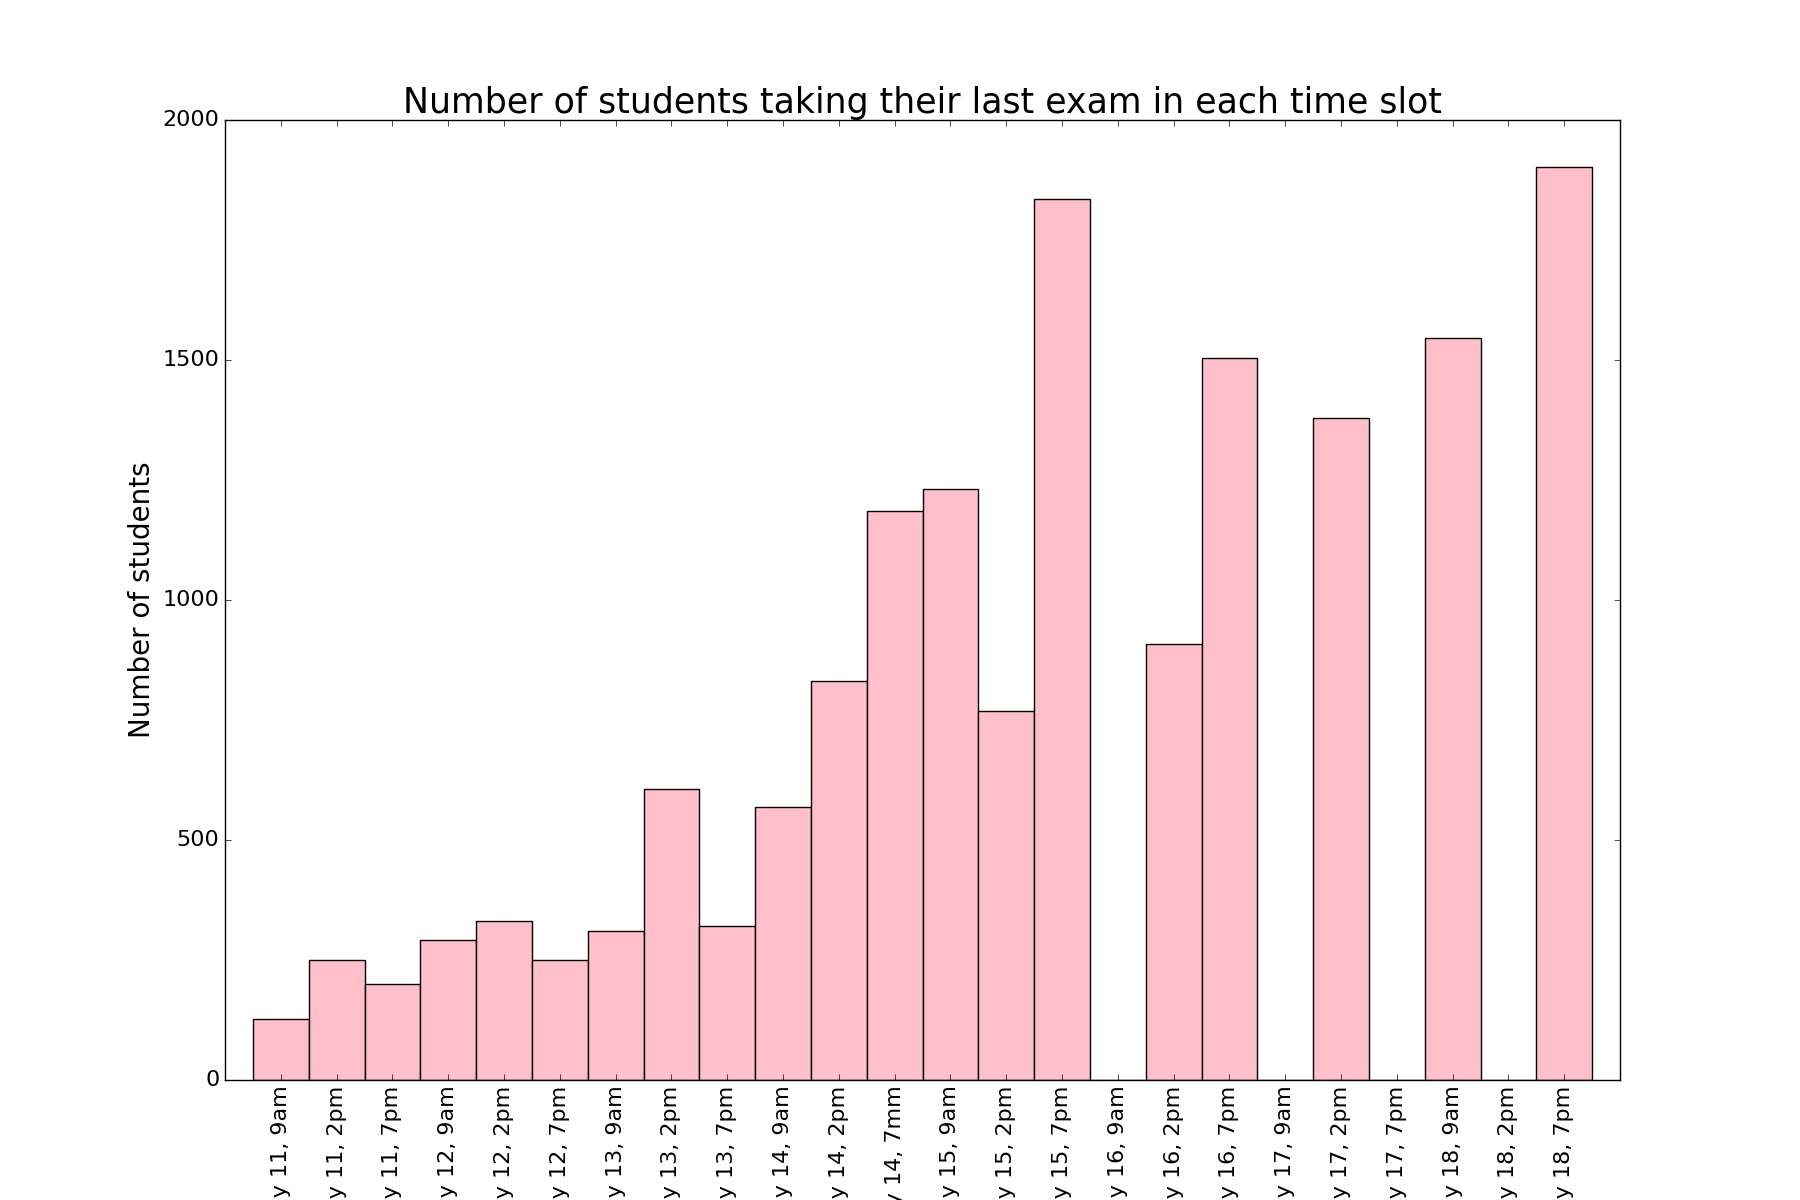 Number of students taking their last exam in each time slot
Number of students
2000
1500
1000
500
0
y 11, 9am
y 11, 2pm
y 11, 7pm
y 12, 9am
y 12, 2pm
y 12, 7pm
y 13, 9am
y 13, 2pm
y 13, 7pm
y 14, 9am
y 14, 2pm
y 14, 7mm
y 15, 9am
y 15, 2pm
y 15, 7pm
y 16, 9am
y 16, 2pm
y 16, 7pm
y 17, 9am
y 17, 2pm
y 17, 7pm
y 18, 9am
y 18, 2pm
y 18, 7pm